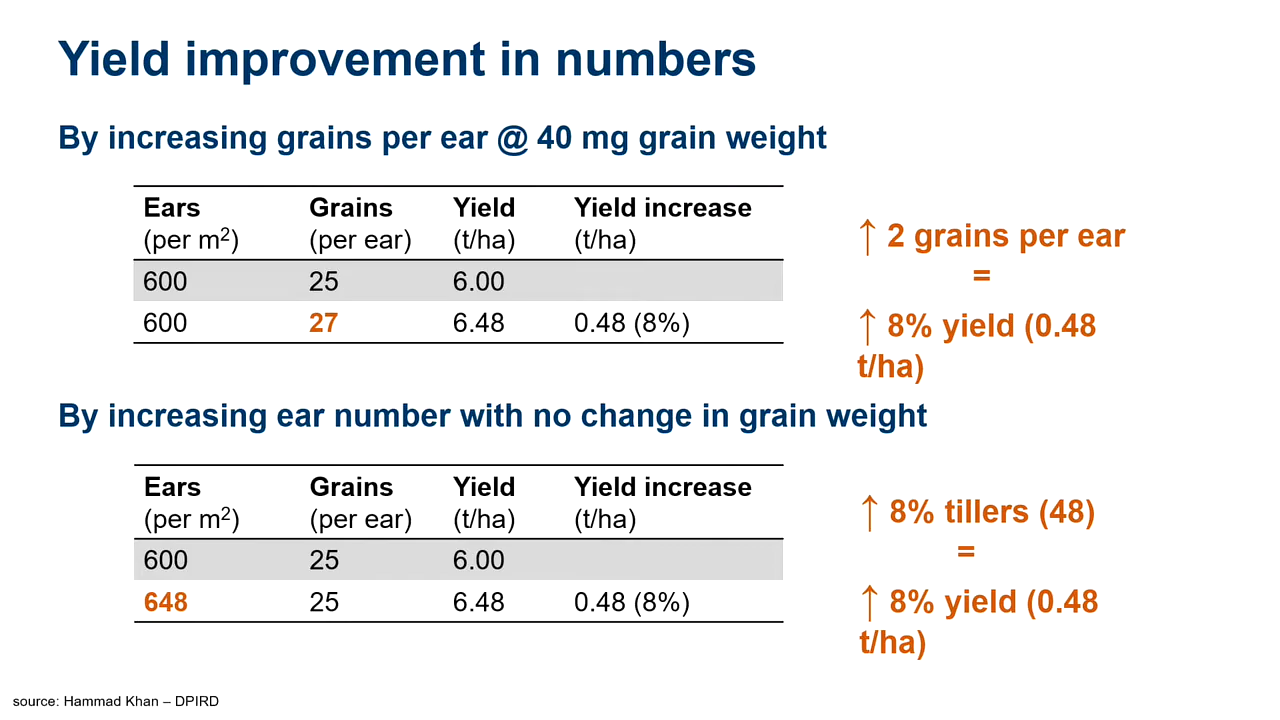 Yield improvement in numbers
By increasing grains per ear @ 40 mg grain weight
Ears Grains Yield Yield increase
(per m²) (per ear) (t/ha) (t/ha)
600 25 6.00
600 27 6.48 0.48 (8%)
↑ 2 grains per ear
=
↑ 8% yield (0.48
t/ha)
By increasing ear number with no change in grain weight
Ears Grains Yield Yield increase
(per m²) (per ear) (t/ha) (t/ha)
600 25 6.00
648 25 6.48 0.48 (8%)
↑ 8% tillers (48)
=
↑ 8% yield (0.48
t/ha)
source: Hammad Khan – DPIRD